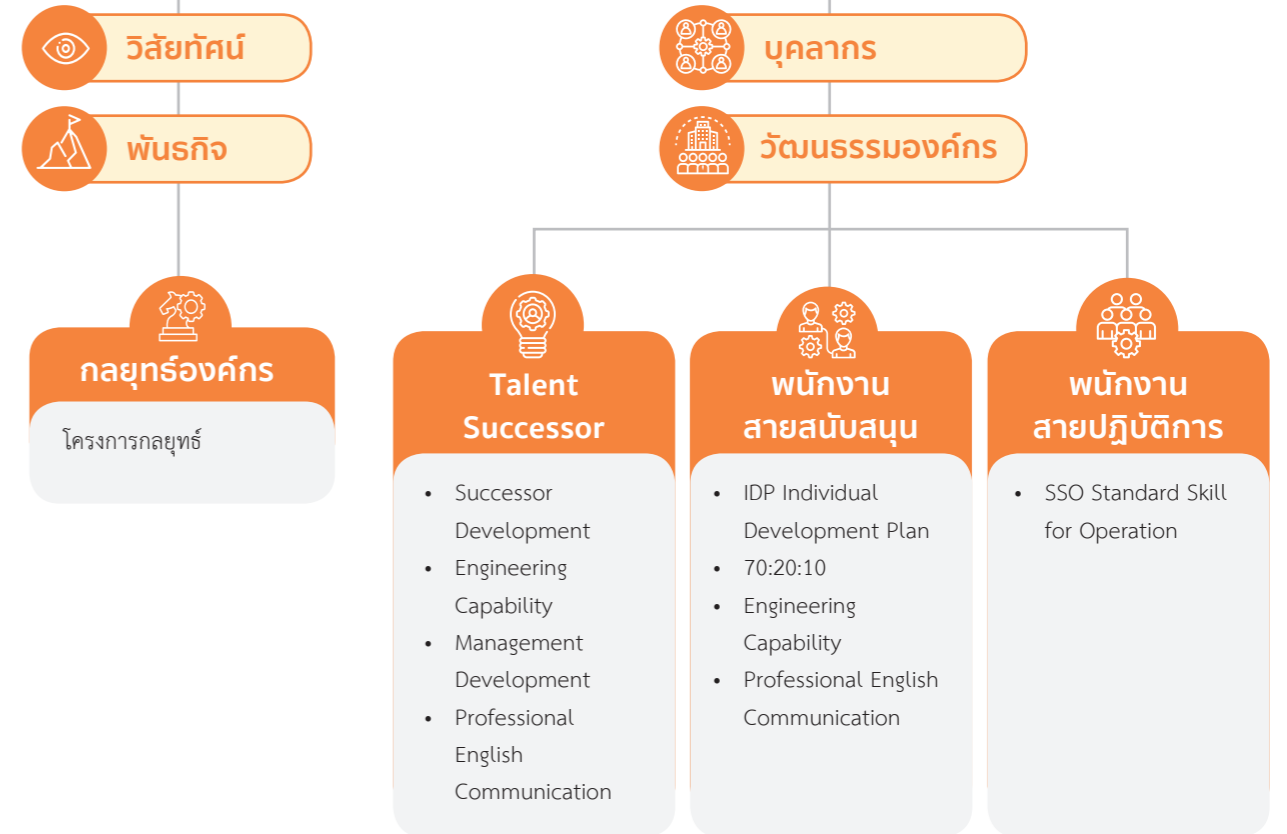 วิสัยทัศน์
พันธกิจ
กลยุทธ์องค์กร
โครงการกลยุทธ์
บุคลากร
วัฒนธรรมองค์กร
Talent
Successor
• Successor
Development
• Engineering
Capability
• Management
Development
• Professional
English
Communication
พนักงาน
สายสนับสนุน
• IDP Individual
Development Plan
• 70:20:10
• Engineering
Capability
• Professional English
Communication
พนักงาน
สายปฏิบัติการ
• SSO Standard Skill
for Operation